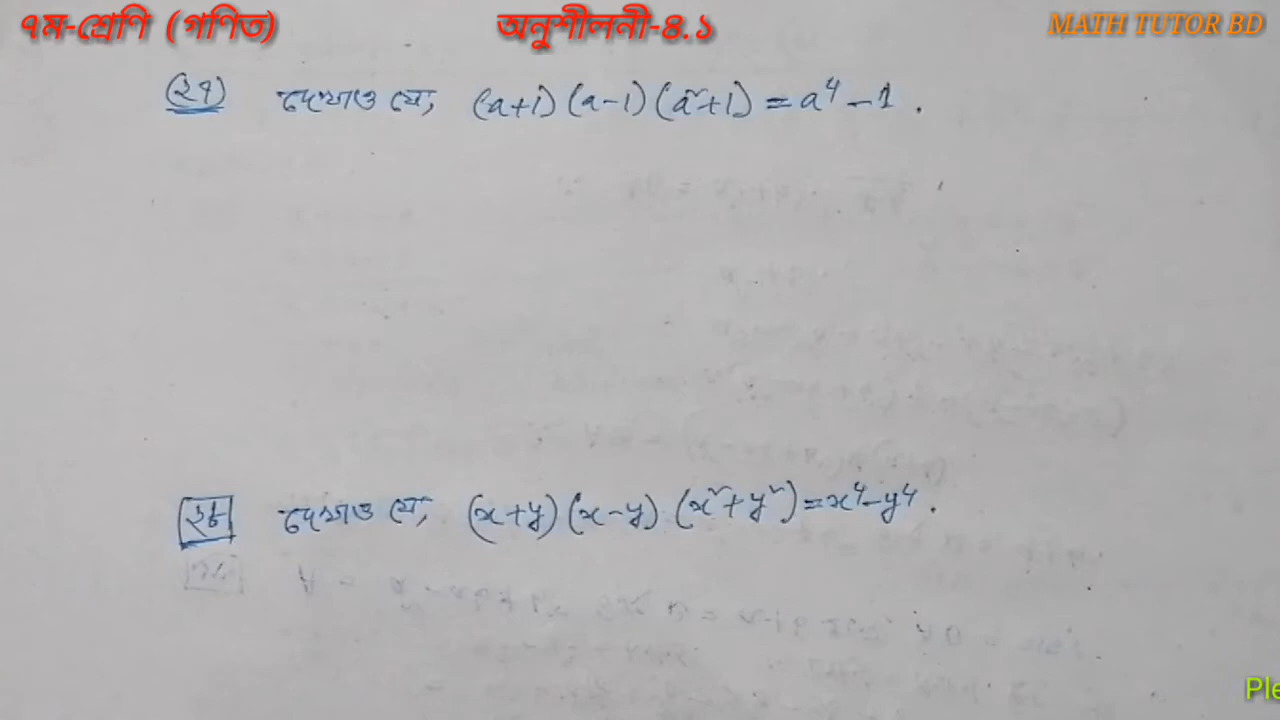 ৭ম-শ্রেণি (গণিত) অনুশীলনী-৪.১ MATH TUTOR BD
(২৭) দেখাও যে, (a+1) (a-1) (a²+1) = a⁴ - 1 .
২৮ দেখাও যে, (x+y) (x-y) (x²+y²) = x⁴-y⁴ .
Ple